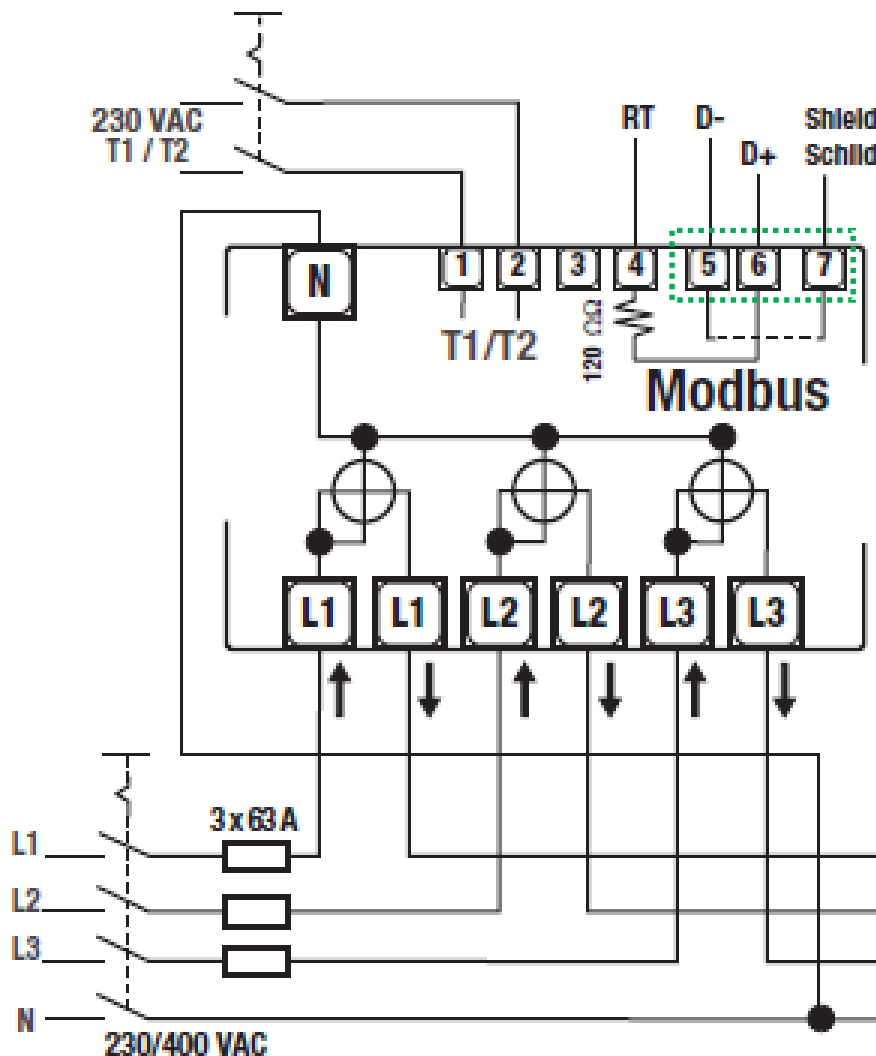 230 VAC
T1 / T2
RT D- Shield
D+ Schild
N 1 2 3 4 5 6 7
T1/T2
120 ΩΩ
Modbus
L1 L1 L2 L2 L3 L3
3 x 63 A
L1
L2
L3
N
230/400 VAC